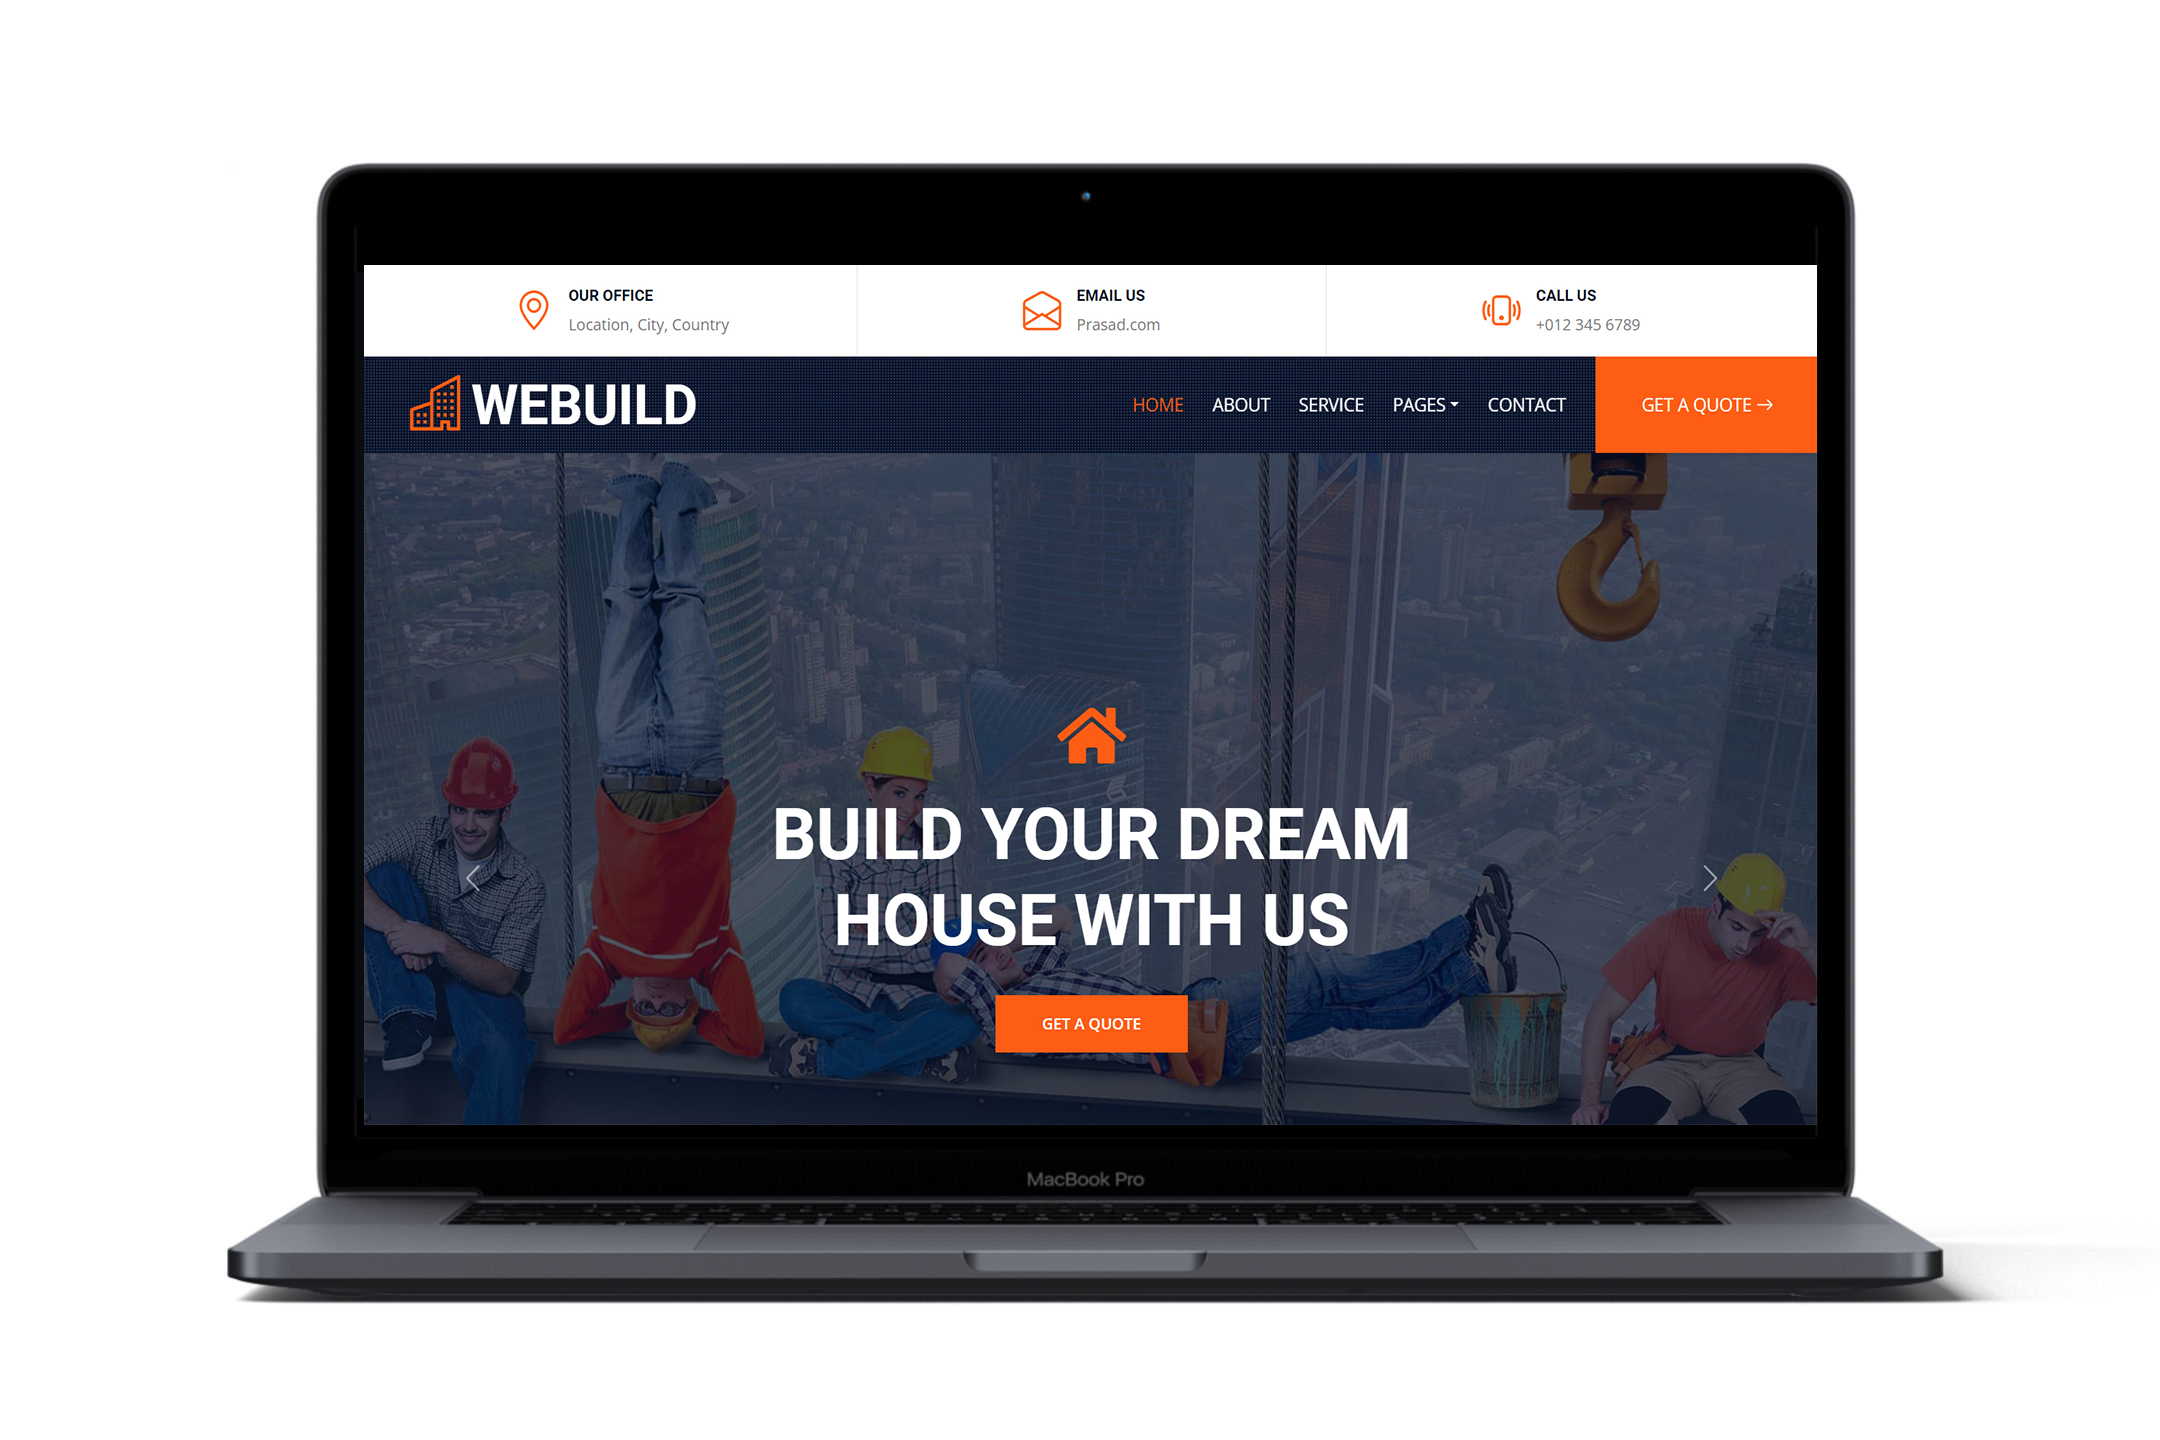 OUR OFFICE
Location, City, Country
EMAIL US
Prasad.com
CALL US
+012 345 6789
WEBUILD
HOME
ABOUT
SERVICE
PAGES
CONTACT
GET A QUOTE →
BUILD YOUR DREAM
HOUSE WITH US
GET A QUOTE
MacBook Pro